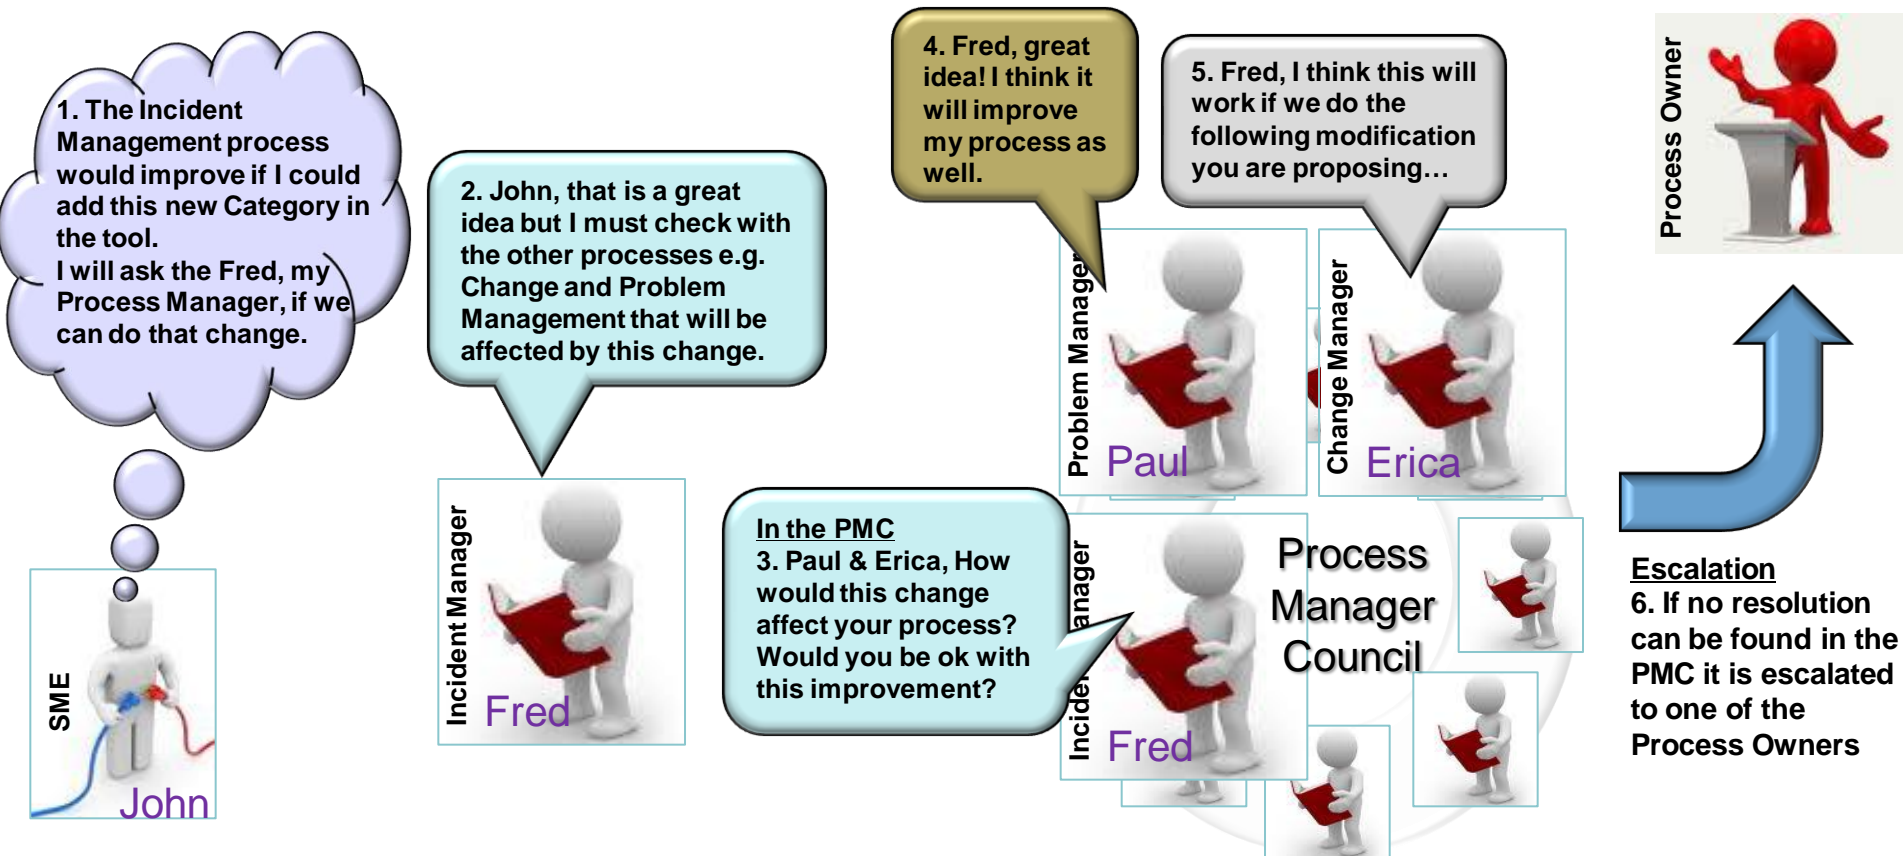 1. The Incident
Management process
would improve if I could
add this new Category in
the tool.
I will ask the Fred, my
Process Manager, if we
can do that change.
SME
John
2. John, that is a great
idea but I must check with
the other processes e.g.
Change and Problem
Management that will be
affected by this change.
Incident Manager
Fred
In the PMC
3. Paul & Erica, How
would this change
affect your process?
Would you be ok with
this improvement?
Incident Manager
Fred
4. Fred, great
idea! I think it
will improve
my process as
well.
Problem Manager
Paul
5. Fred, I think this will
work if we do the
following modification
you are proposing…
Change Manager
Erica
Process
Manager
Council
Process Owner
Escalation
6. If no resolution
can be found in the
PMC it is escalated
to one of the
Process Owners